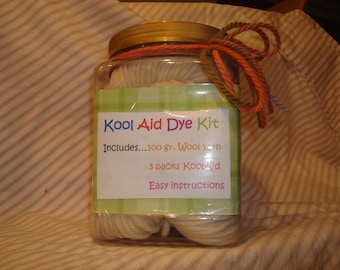 Kool Aid Dye Kit
Includes...100 gr. Wool yarn
3 packs KoolAid
Easy instructions